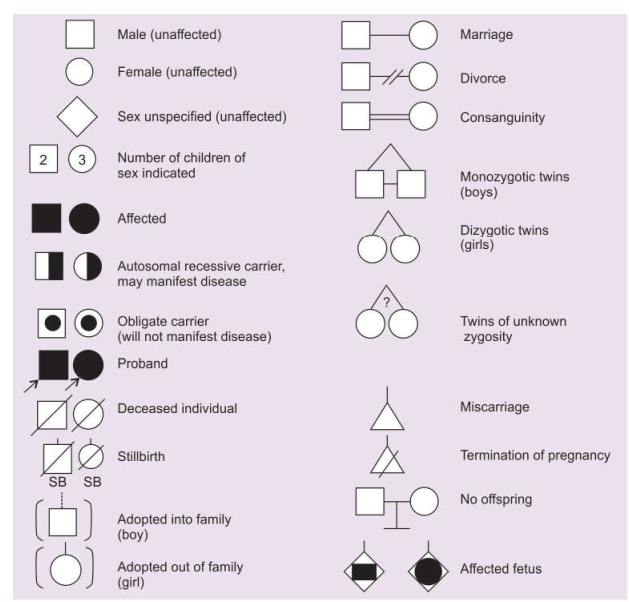 Male (unaffected)
Female (unaffected)
Sex unspecified (unaffected)
2 3
Number of children of
sex indicated
Affected
Autosomal recessive carrier,
may manifest disease
Obligate carrier
(will not manifest disease)
Proband
Deceased individual
Stillbirth
SB SB
Adopted into family
(boy)
Adopted out of family
(girl)
Marriage
Divorce
Consanguinity
Monozygotic twins
(boys)
Dizygotic twins
(girls)
?
Twins of unknown
zygosity
Miscarriage
Termination of pregnancy
No offspring
Affected fetus